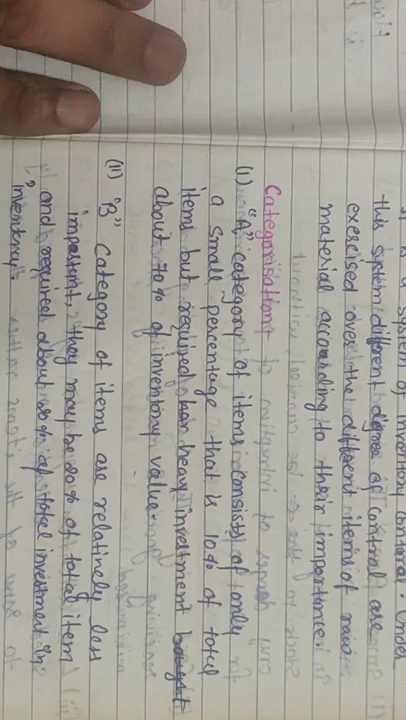 It is a system of inventory control. Under
this system different degree of control are
exercised over the different items of
material according to their importance.
Categorisation-
(i) "A" category of items consists of only
a small percentage that is 10% of total
items but required heavy investment
about 70% of inventory value.
(ii) "B" category of items are relatively less
important, they may be 20% of total item
and required about 20% of total investment in
inventory.